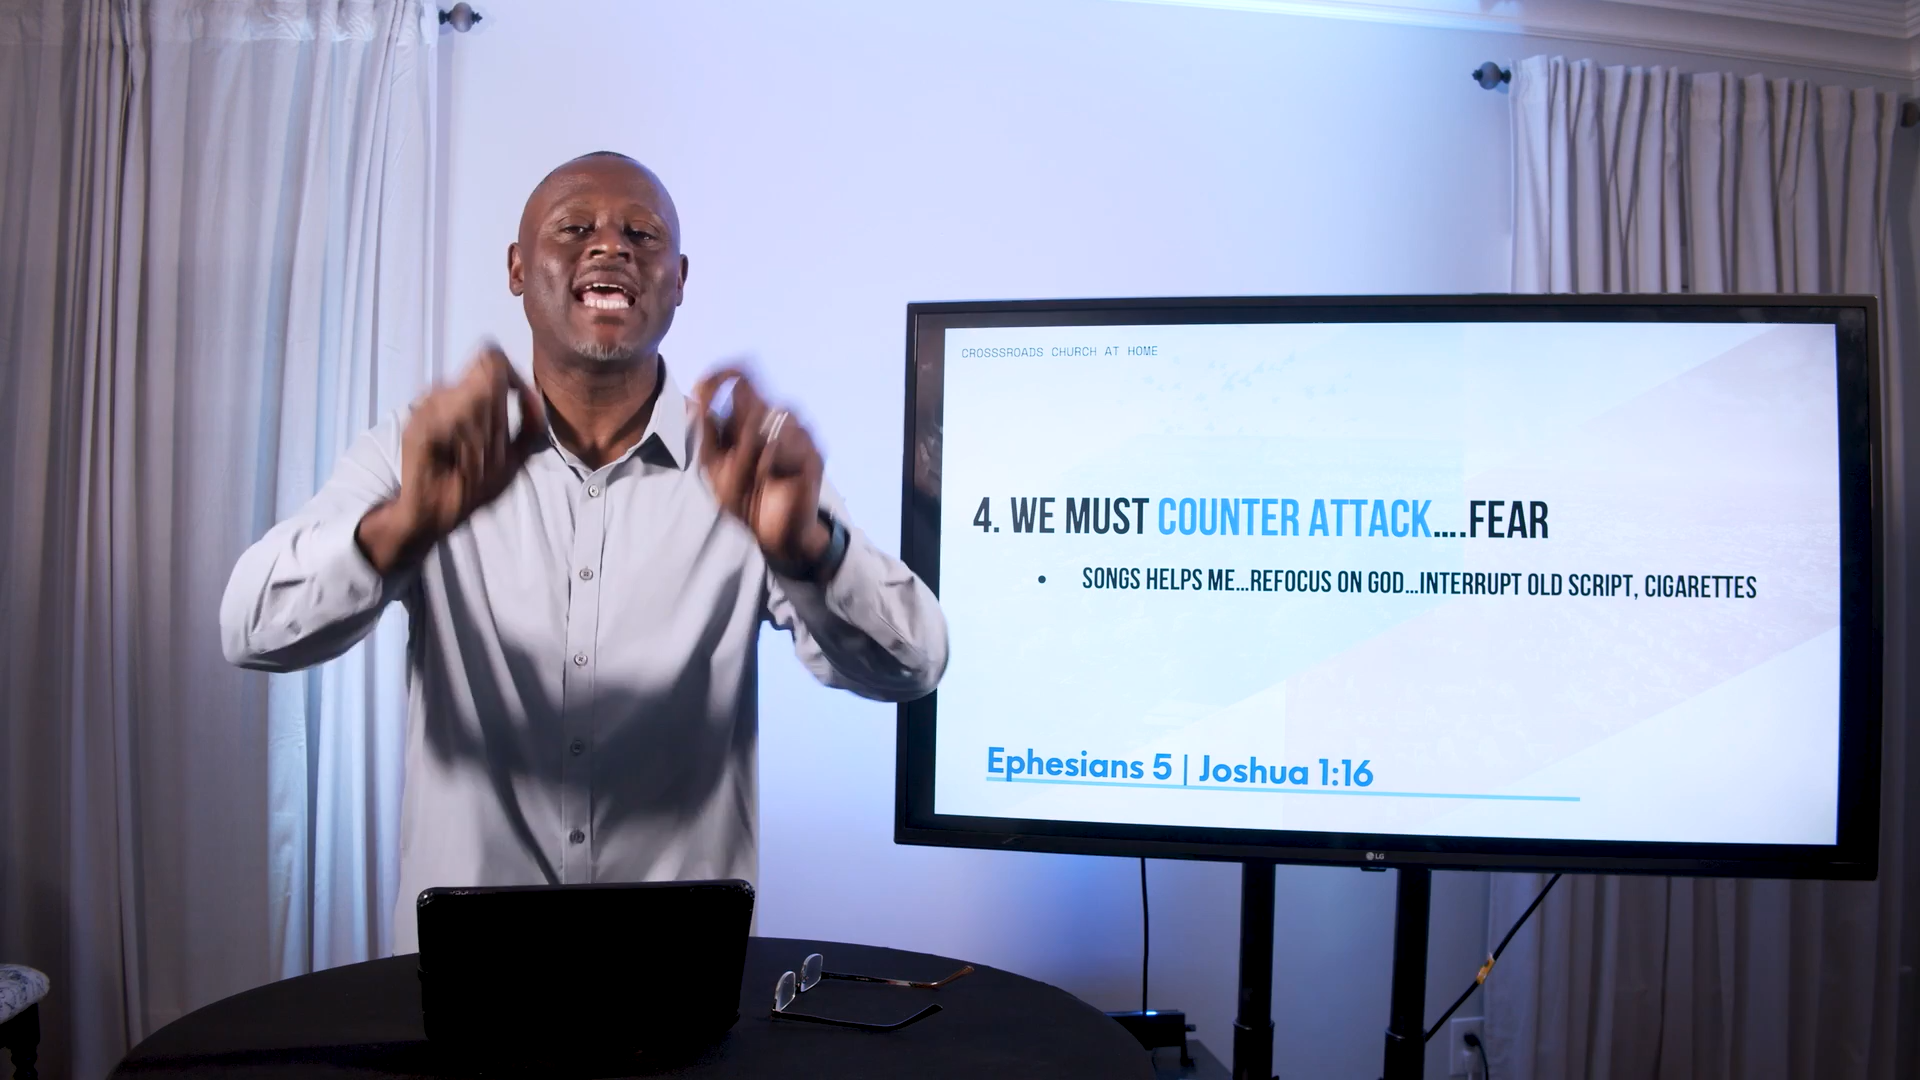 CROSSSROADS CHURCH AT HOME
4. WE MUST COUNTER ATTACK....FEAR
• SONGS HELPS ME...REFOCUS ON GOD...INTERRUPT OLD SCRIPT, CIGARETTES
Ephesians 5 | Joshua 1:16
LG